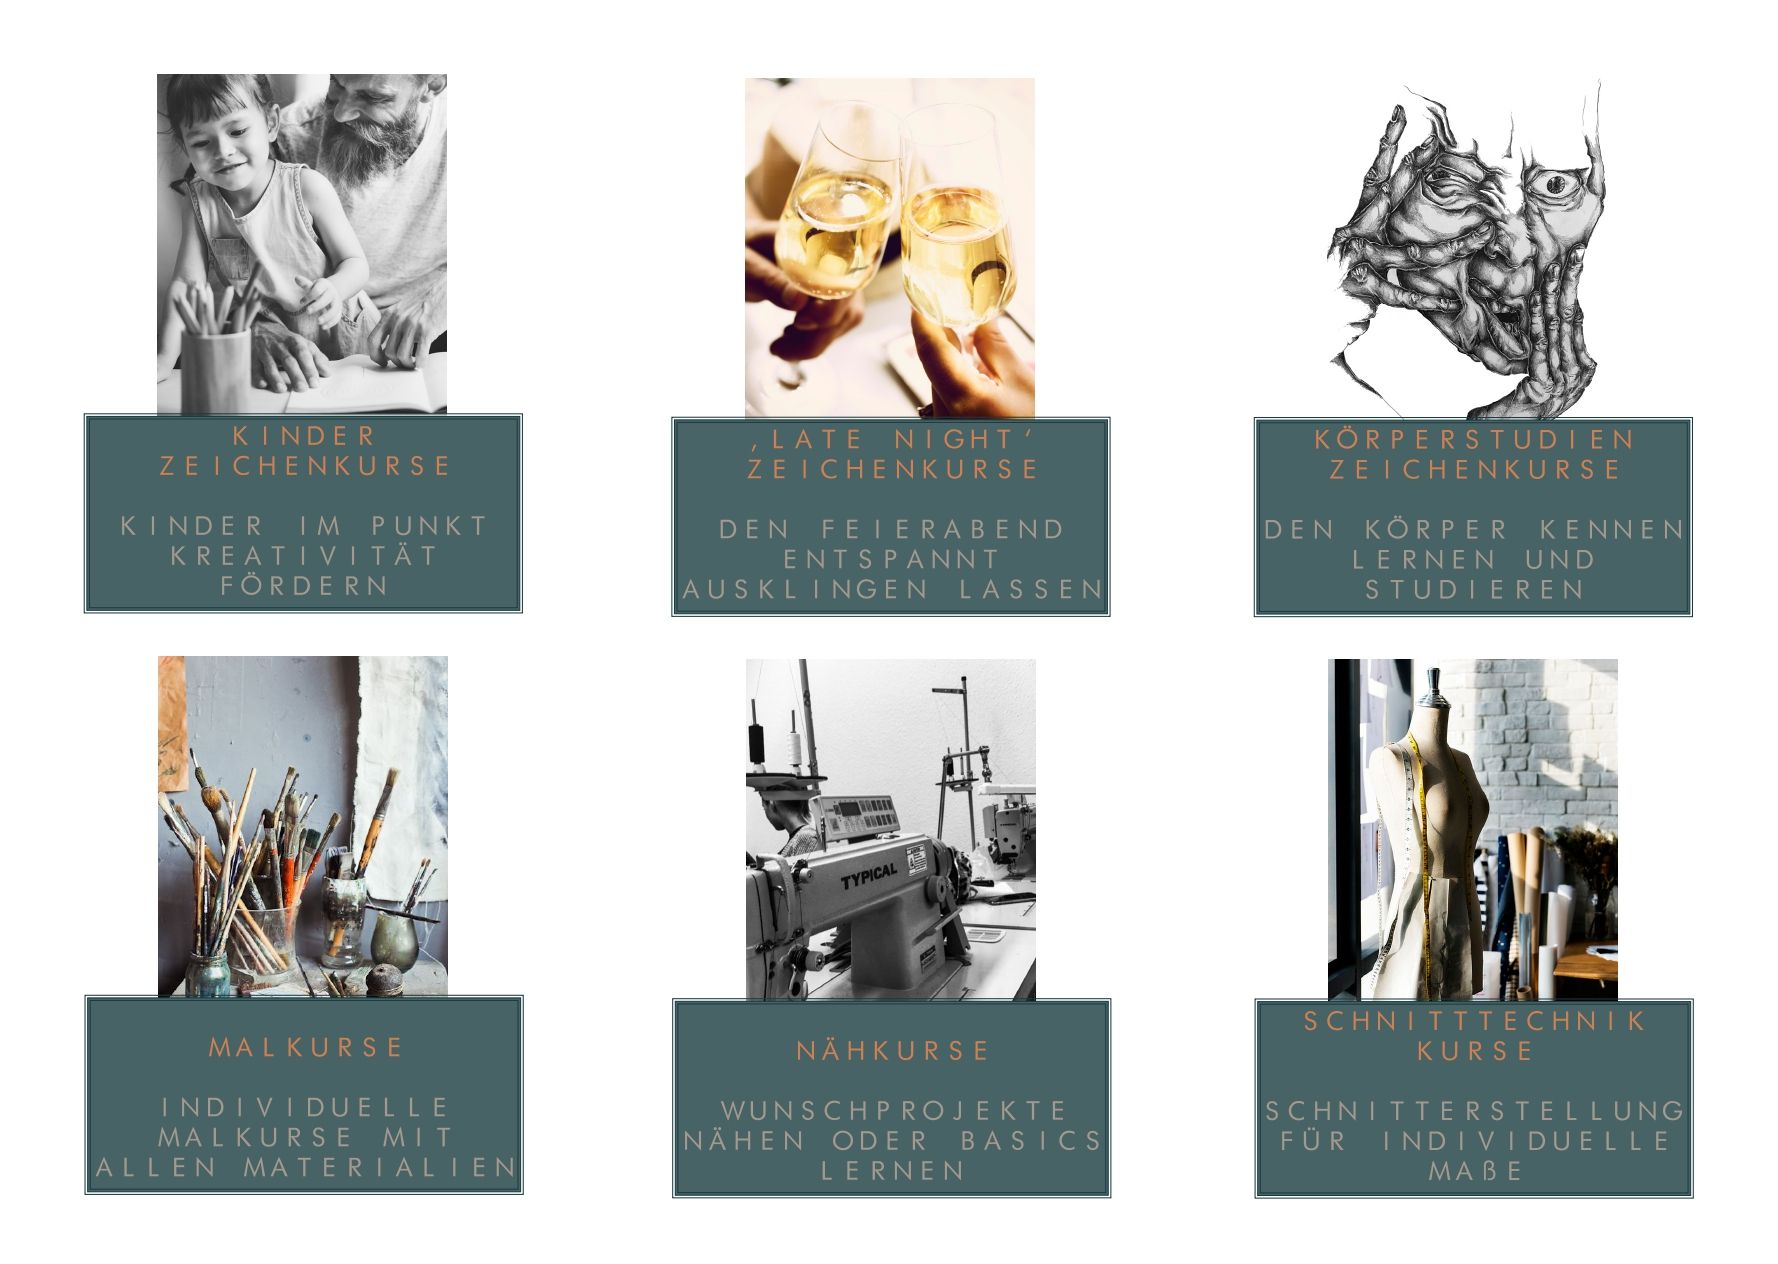 KINDER
ZEICHENKURSE
KINDER IM PUNKT
KREATIVITÄT
FÖRDERN
‚LATE NIGHT‘
ZEICHENKURSE
DEN FEIERABEND
ENTSPANNT
AUSKLINGEN LASSEN
KÖRPERSTUDIEN
ZEICHENKURSE
DEN KÖRPER KENNEN
LERNEN UND
STUDIEREN
MALKURSE
INDIVIDUELLE
MALKURSE MIT
ALLEN MATERIALIEN
TYPICAL
NÄHKURSE
WUNSCHPROJEKTE
NÄHEN ODER BASICS
LERNEN
SCHNITTTECHNIK
KURSE
SCHNITTERSTELLUNG
FÜR INDIVIDUELLE
MAßE